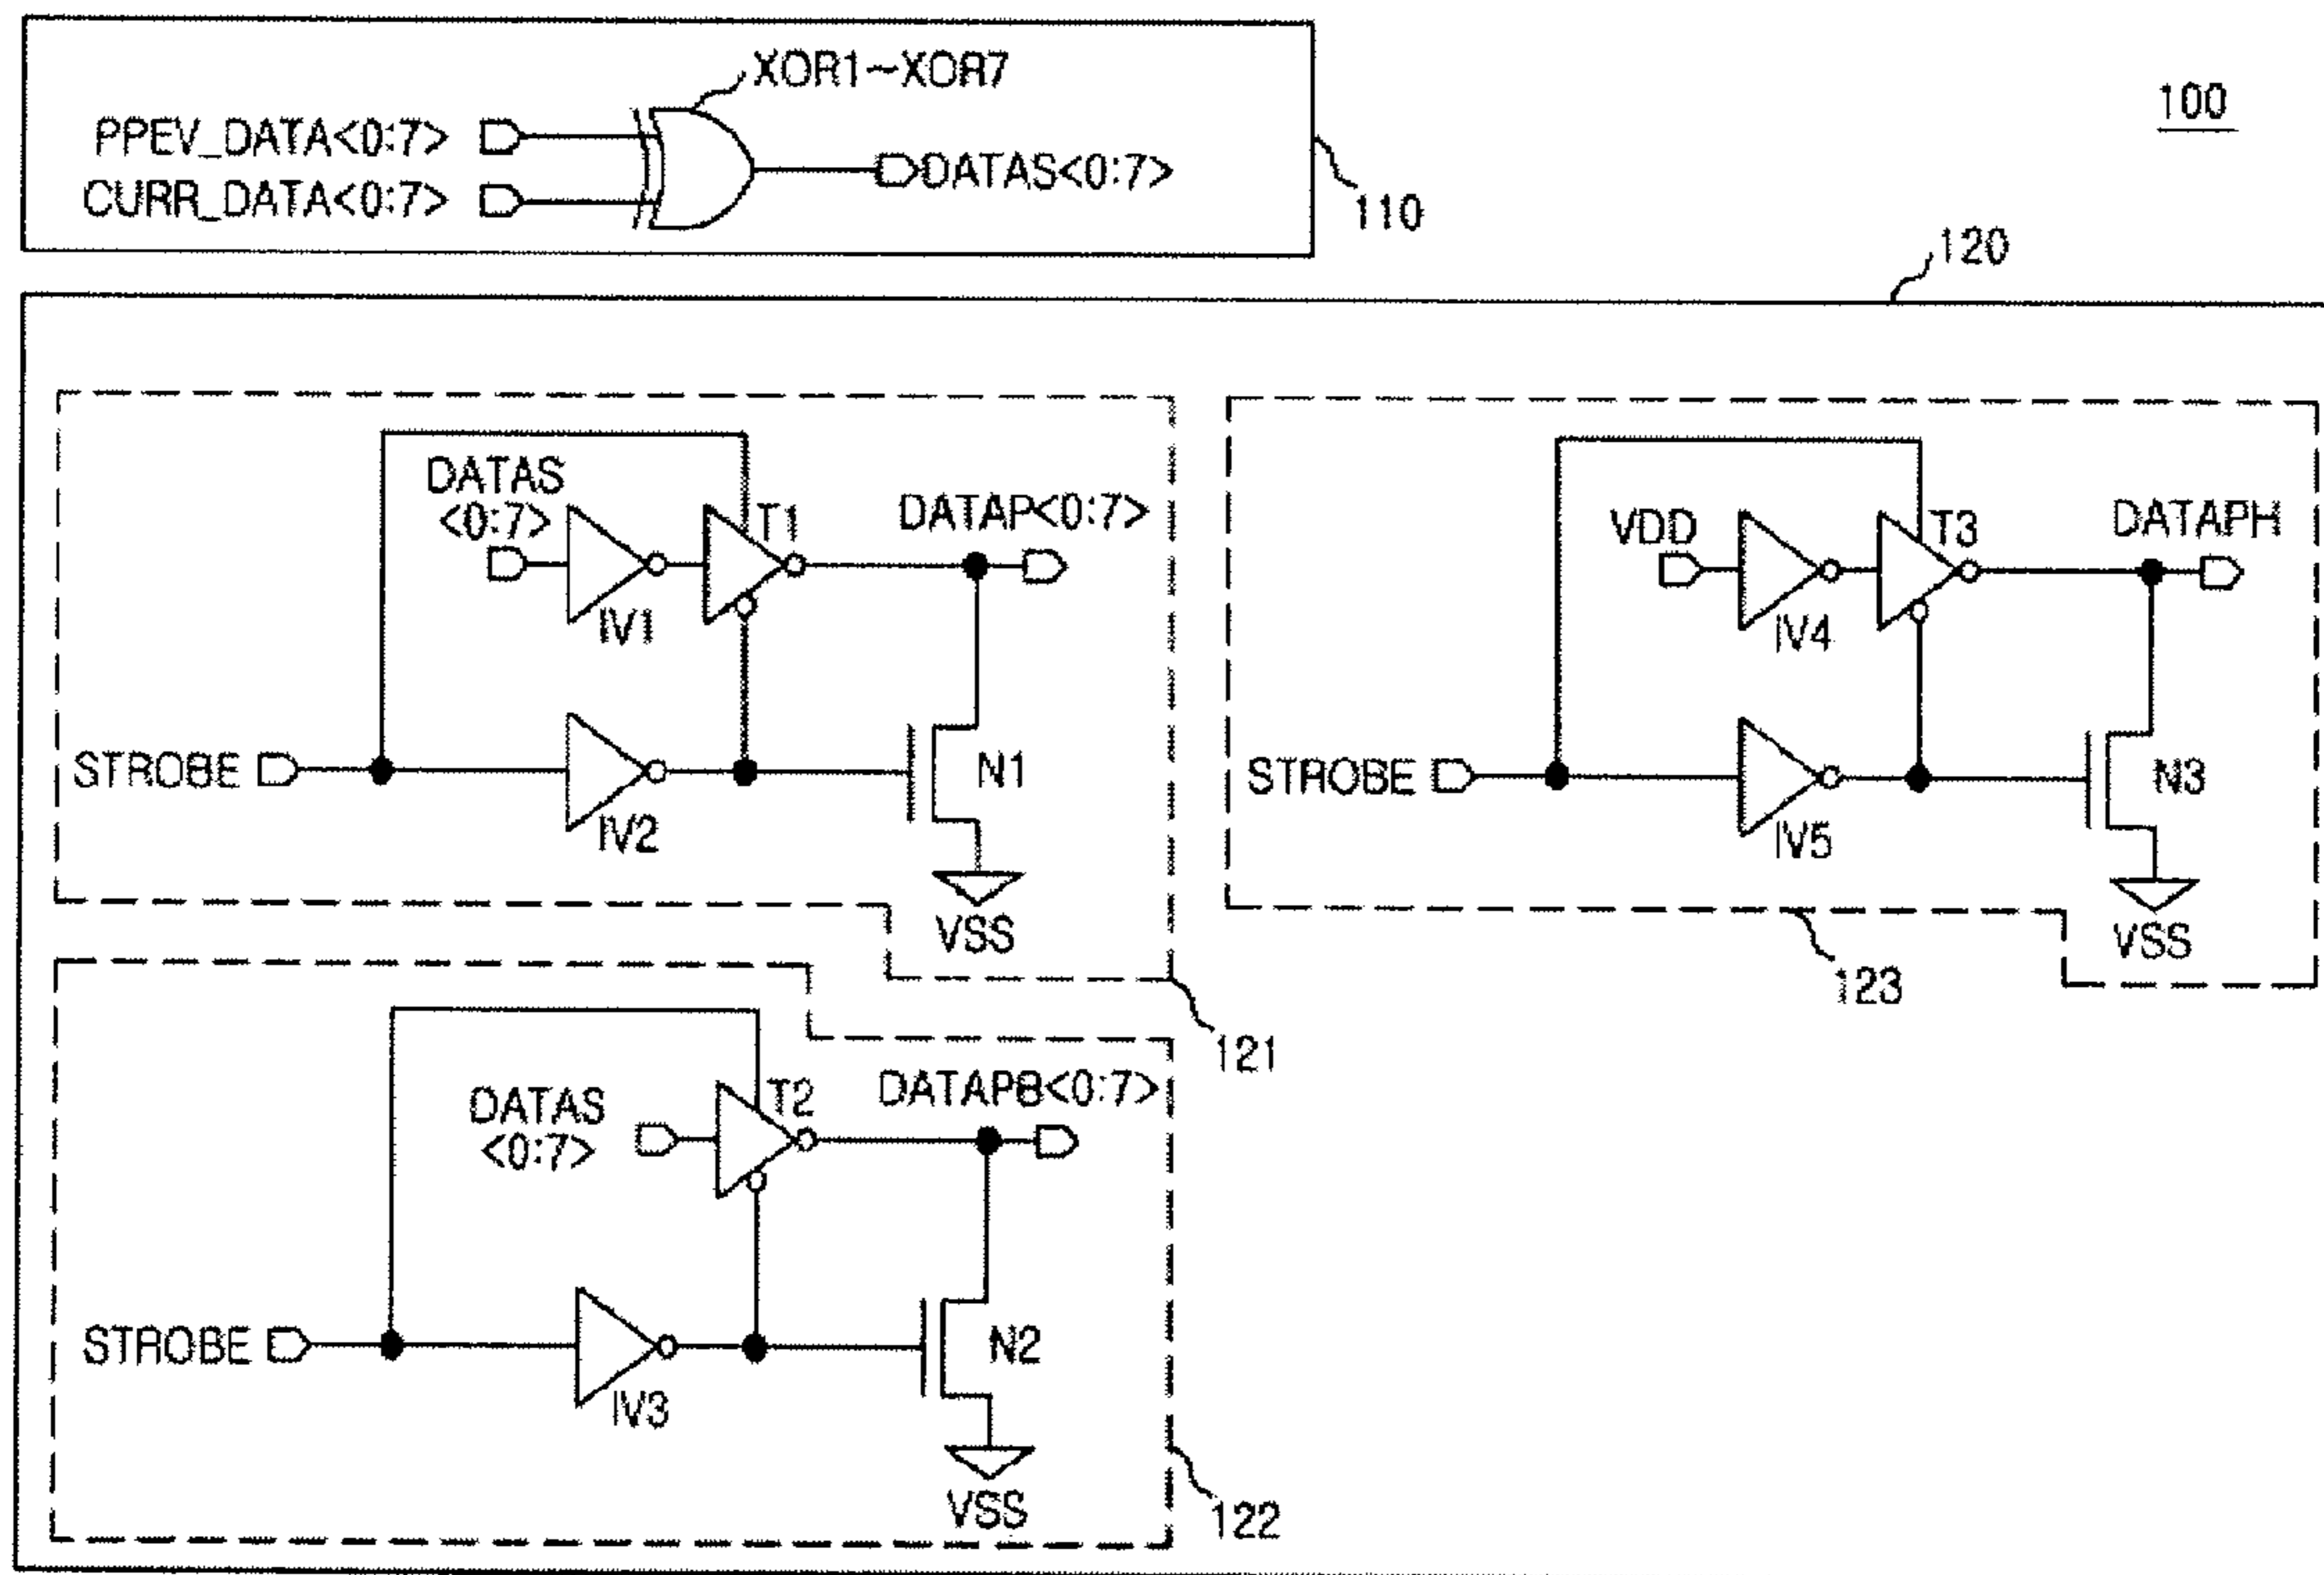 XOR1~XOR7
PPEV_DATA<0:7>
CURR_DATA<0:7>
DATAS<0:7>
110
100
120
DATAS
<0:7>
T1
DATAP<0:7>
IV1
STROBE
IV2
N1
VSS
121
VDD
T3
DATAPH
IV4
STROBE
IV5
N3
VSS
123
DATAS
<0:7>
T2
DATAPB<0:7>
STROBE
IV3
N2
VSS
122